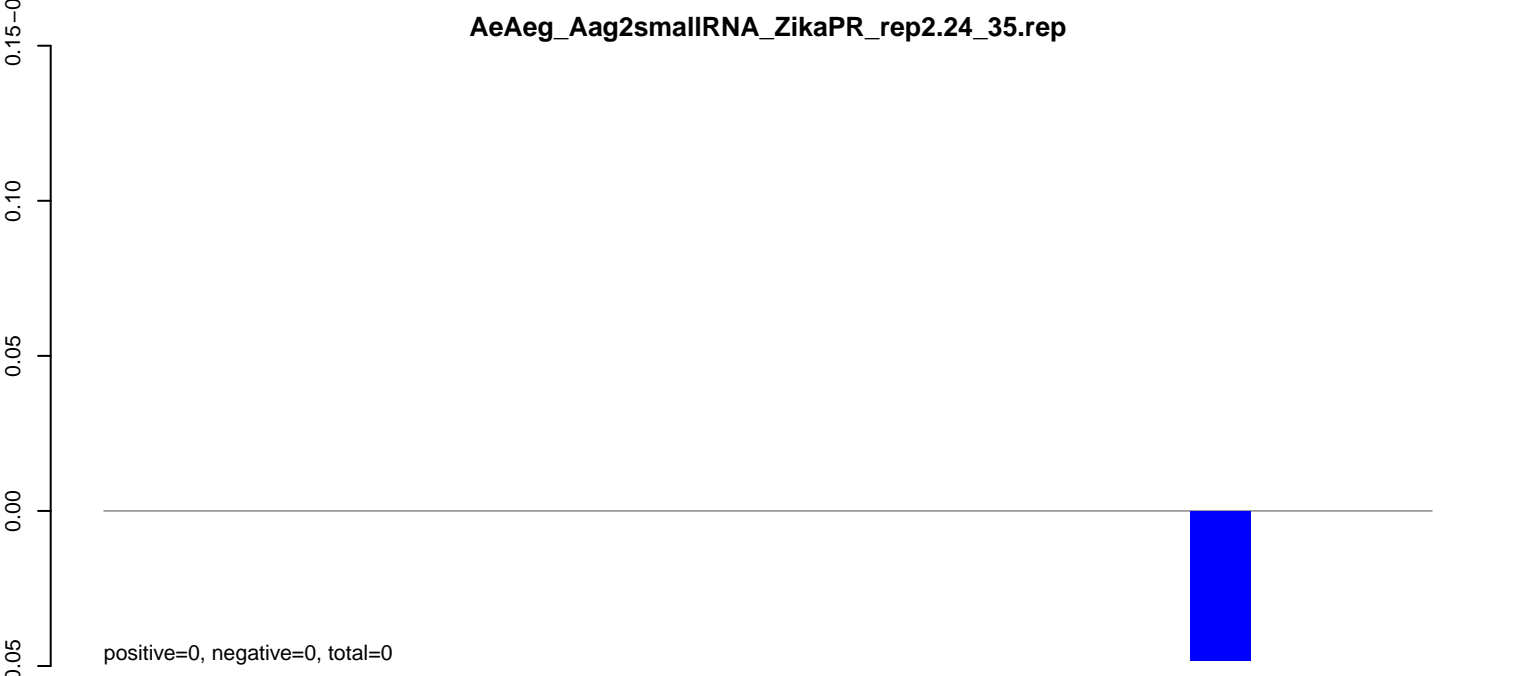 AeAeg_Aag2smallRNA_ZikaPR_rep2.24_35.rep
0.10
0.05
0.00
positive=0, negative=0, total=0